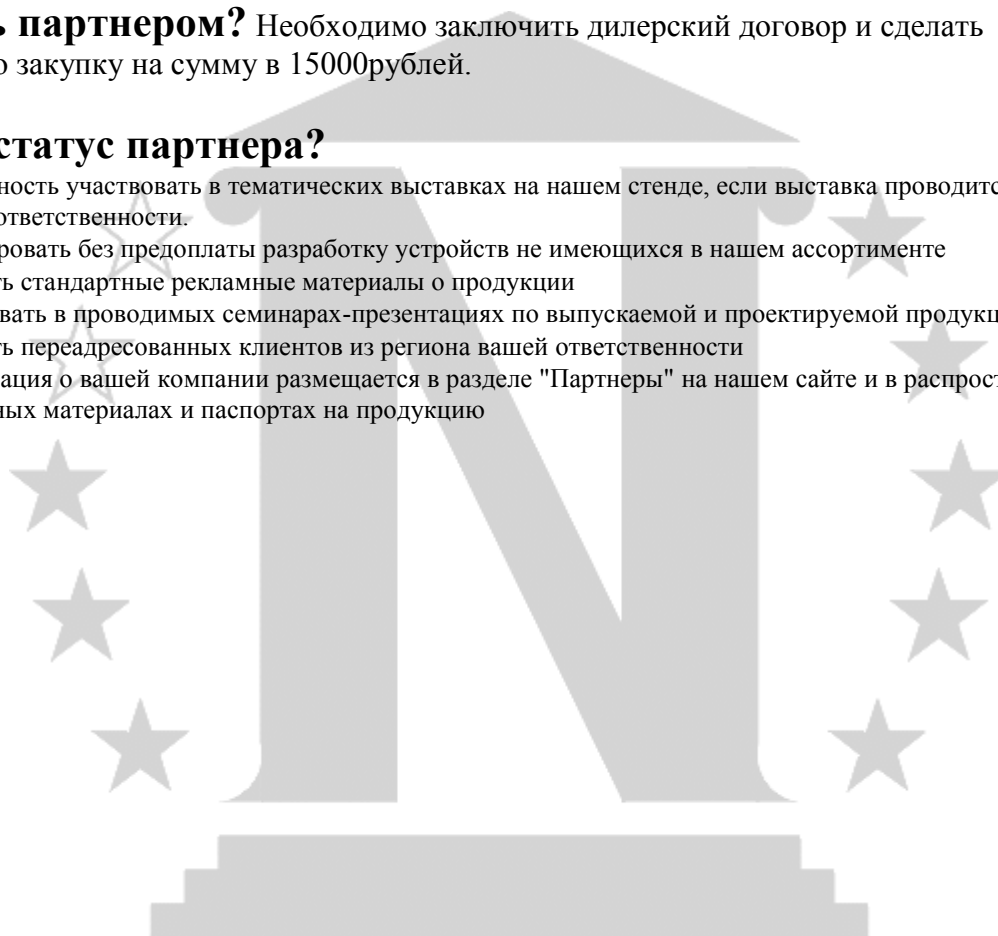 ь партнером? Необходимо заключить дилерский договор и сделать
о закупку на сумму в 15000рублей.
статус партнера?
ность участвовать в тематических выставках на нашем стенде, если выставка проводитс
ответственности.
ровать без предоплаты разработку устройств не имеющихся в нашем ассортименте
ть стандартные рекламные материалы о продукции
вать в проводимых семинарах-презентациях по выпускаемой и проектируемой продукц
ть переадресованных клиентов из региона вашей ответственности
ация о вашей компании размещается в разделе "Партнеры" на нашем сайте и в распрост
ных материалах и паспортах на продукцию
N